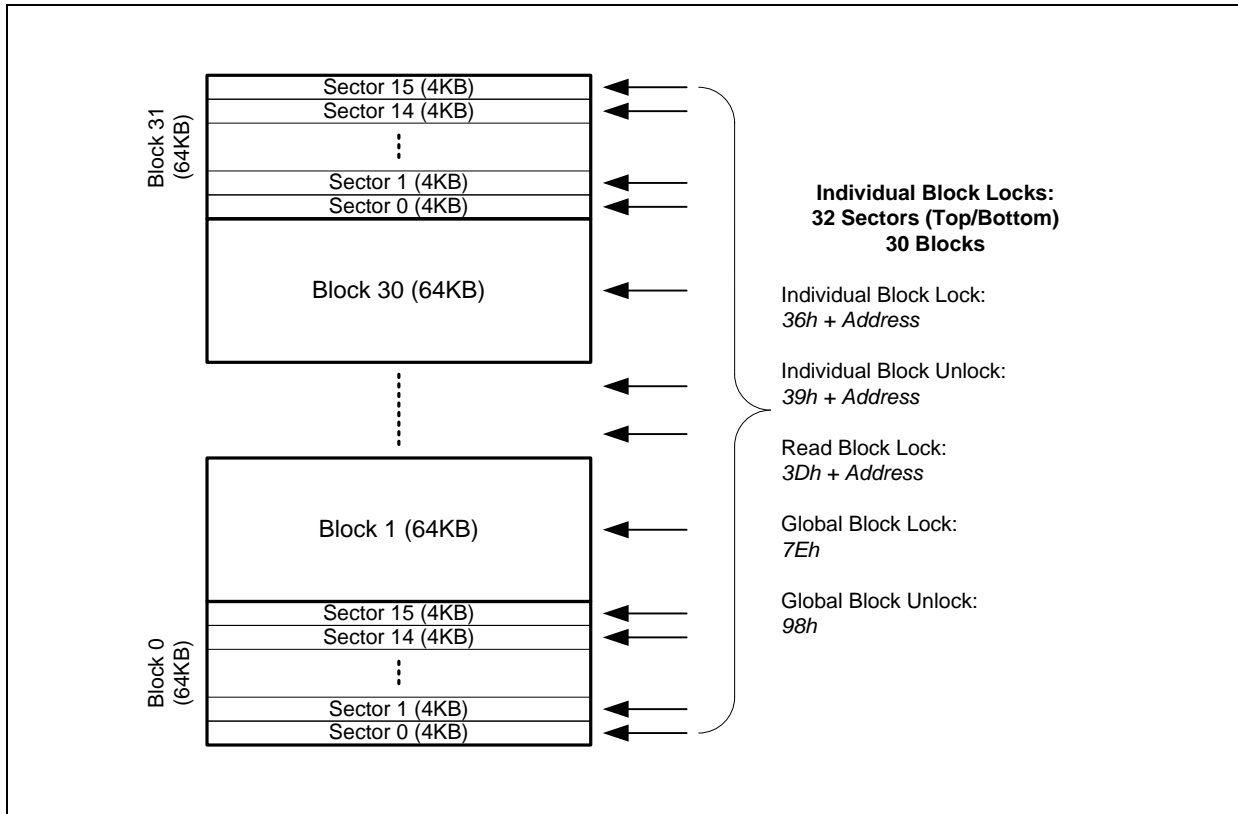 Block 31
(64KB)
Sector 15 (4KB)
Sector 14 (4KB)
Sector 1 (4KB)
Sector 0 (4KB)
Block 30 (64KB)
Block 1 (64KB)
Block 0
(64KB)
Sector 15 (4KB)
Sector 14 (4KB)
Sector 1 (4KB)
Sector 0 (4KB)
Individual Block Locks:
32 Sectors (Top/Bottom)
30 Blocks
Individual Block Lock:
36h + Address
Individual Block Unlock:
39h + Address
Read Block Lock:
3Dh + Address
Global Block Lock:
7Eh
Global Block Unlock:
98h